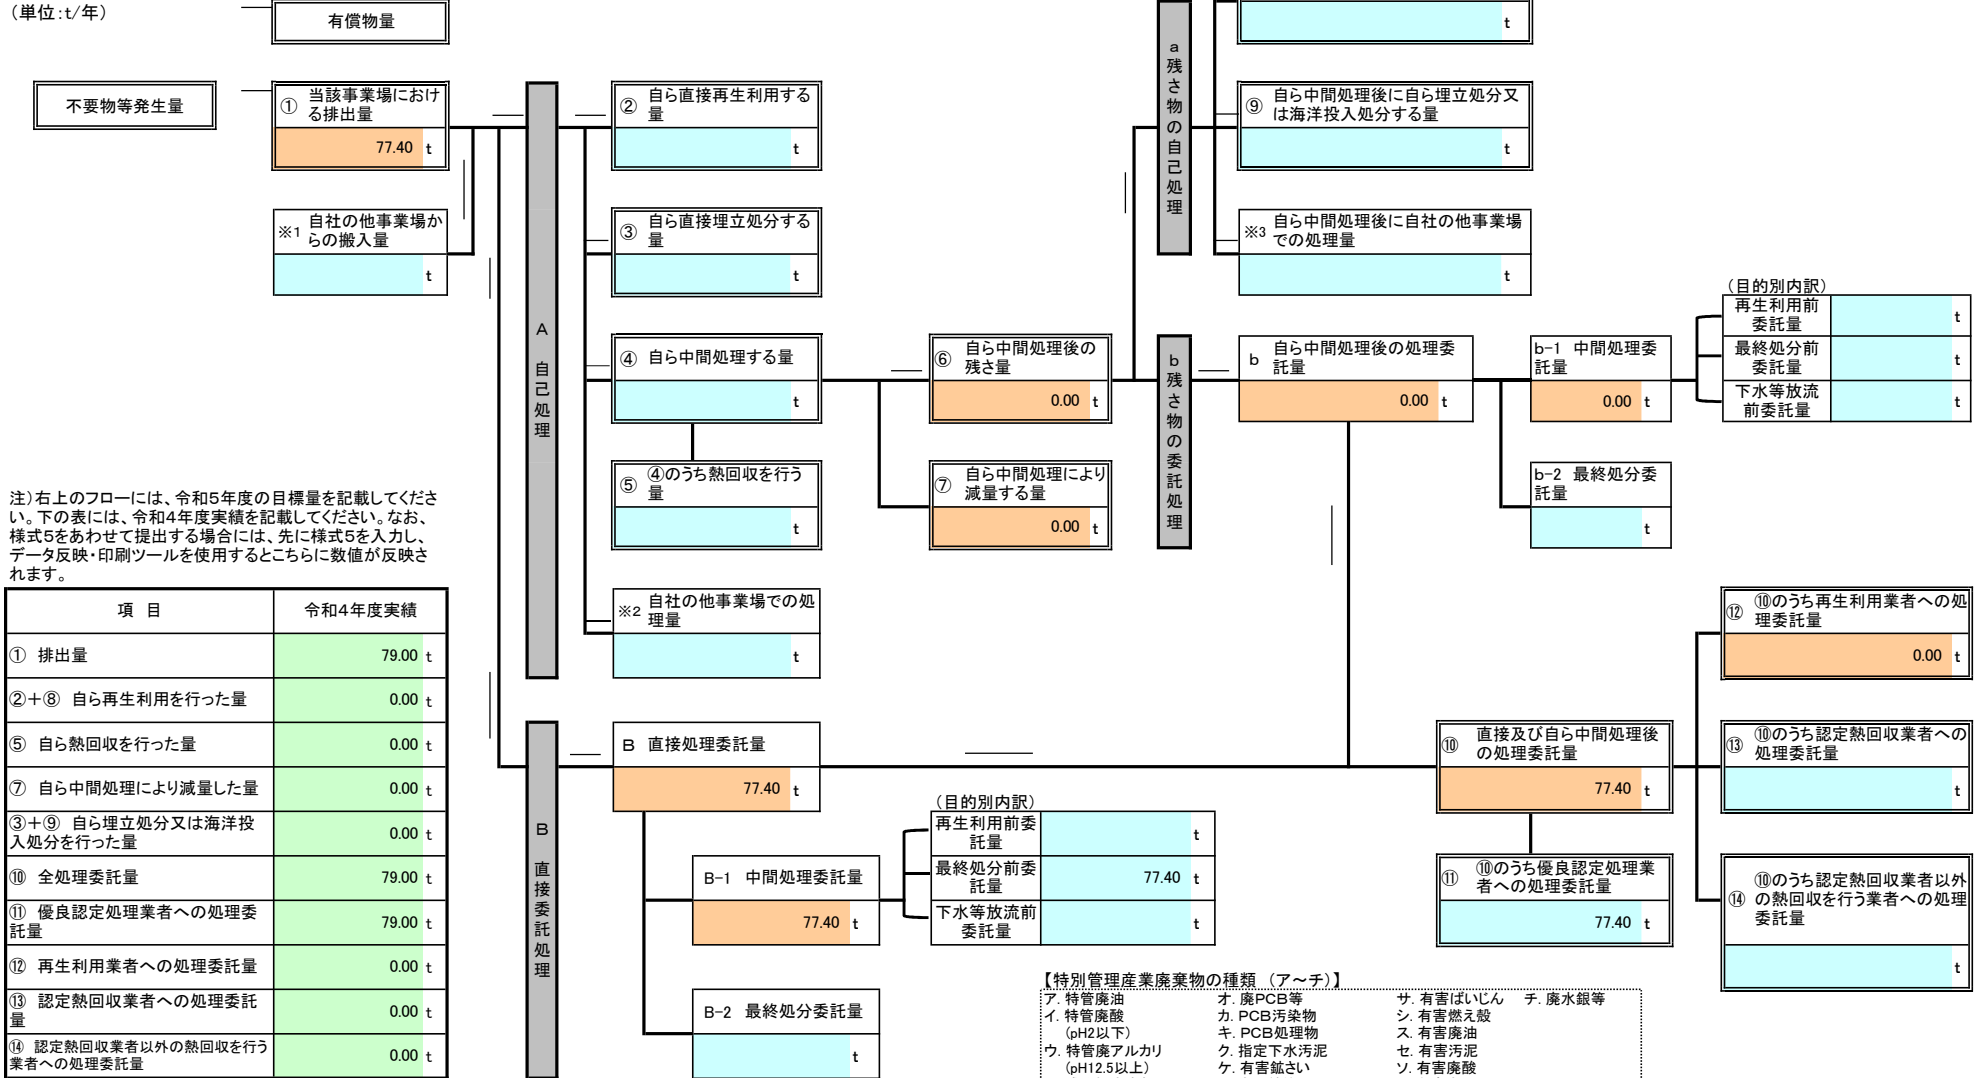 （単位:t/年）
有償物量
t
不要物等発生量
① 当該事業場におけ
る排出量
77.40 t
※1 自社の他事業場か
らの搬入量
t
A 自己処理
② 自ら直接再生利用する
量
t
③ 自ら直接埋立処分する
量
t
④ 自ら中間処理する量
t
⑤ ④のうち熱回収を行う
量
t
※2 自社の他事業場での処
理量
t
⑥ 自ら中間処理後の
残さ量
0.00 t
⑦ 自ら中間処理により
減量する量
0.00 t
a 残さ物の自己処理
⑨ 自ら中間処理後に自ら埋立処分又
は海洋投入処分する量
t
※3 自ら中間処理後に自社の他事業場
での処理量
t
b 残さ物の委託処理
b 自ら中間処理後の処理委
託量
0.00 t
b-1 中間処理委
託量
0.00 t
（目的別内訳）
再生利用前
委託量
t
最終処分前
委託量
t
下水等放流
前委託量
t
b-2 最終処分委
託量
t
注）右上のフローには、令和５年度の目標量を記載してくださ
い。下の表には、令和４年度実績を記載してください。なお、
様式５をあわせて提出する場合には、先に様式５を入力し、
データ反映・印刷ツールを使用するとこちらに数値が反映さ
れます。
項 目 令和４年度実績
① 排出量 79.00 t
②＋⑧ 自ら再生利用を行った量 0.00 t
⑤ 自ら熱回収を行った量 0.00 t
⑦ 自ら中間処理により減量した量 0.00 t
③＋⑨ 自ら埋立処分又は海洋投
入処分を行った量 0.00 t
⑩ 全処理委託量 79.00 t
⑪ 優良認定処理業者への処理委
託量 79.00 t
⑫ 再生利用業者への処理委託量 0.00 t
⑬ 認定熱回収業者への処理委託
量 0.00 t
⑭ 認定熱回収業者以外の熱回収を行う
業者への処理委託量 0.00 t
B 直接委託処理
B 直接処理委託量
77.40 t
B-1 中間処理委託量
77.40 t
（目的別内訳）
再生利用前委
託量
t
最終処分前委
託量
77.40 t
下水等放流前
委託量
t
B-2 最終処分委託量
t
⑩ 直接及び自ら中間処理後
の処理委託量
77.40 t
⑪ ⑩のうち優良認定処理業
者への処理委託量
77.40 t
⑫ ⑩のうち再生利用業者への処
理委託量
0.00 t
⑬ ⑩のうち認定熱回収業者への
処理委託量
t
⑭ ⑩のうち認定熱回収業者以外
の熱回収を行う業者への処理
委託量
t
【特別管理産業廃棄物の種類 （ア～チ）】
ア. 特管廃油 オ. 廃PCB等 サ. 有害ばいじん チ. 廃水銀等
イ. 特管廃酸 カ. PCB汚染物 シ. 有害燃え殻
（pH2以下） キ. PCB処理物 ス. 有害廃油
ウ. 特管廃アルカリ ク. 指定下水汚泥 セ. 有害汚泥
（pH12.5以上） ケ. 有害鉱さい ソ. 有害廃酸